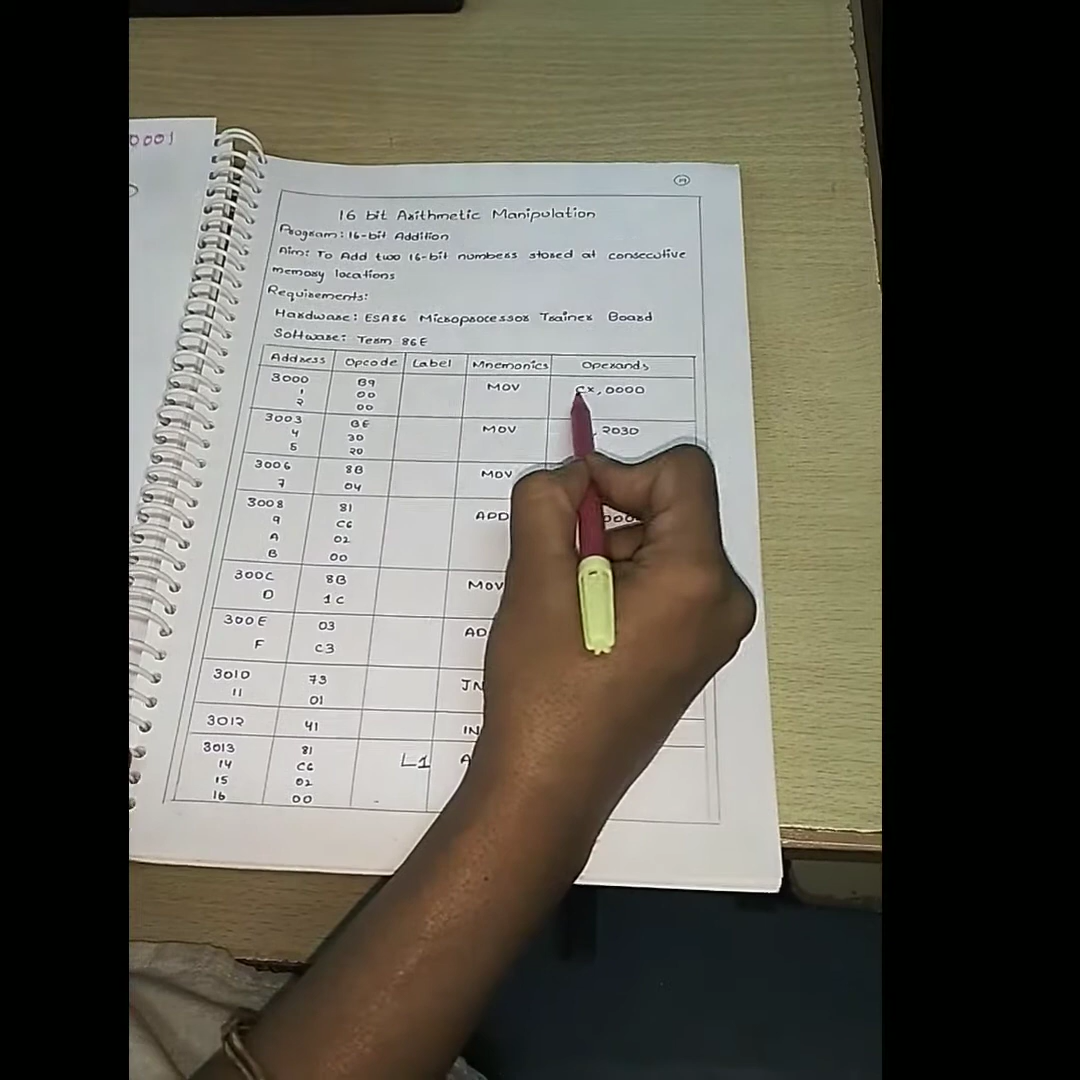 0001
19
16 bit Arithmetic Manipulation
Program: 16-bit Addition
Aim: To Add two 16-bit numbers stored at consecutive
memory locations
Requirements:
Hardware: ESA86 Microprocessor Trainer Board
Software: Term 86E
Address Opcode Label Mnemonics Operands
3000 B9 MOV CX,0000
1 00
2 00
3003 BE MOV , 2030
4 30
5 20
3006 8B MOV
7 04
3008 81 ADD 000
9 C6
A 02
B 00
300C 8B MOV
D 1C
300E 03 AD
F C3
3010 73 JN
11 01
3012 41 IN
3013 81 L1 A
14 C6
15 02
16 00